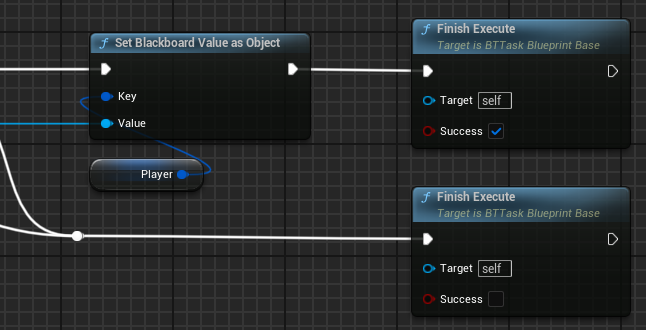 f Set Blackboard Value as Object
Key
Value
Player
f Finish Execute
Target is BTTask Blueprint Base
Target self
Success
f Finish Execute
Target is BTTask Blueprint Base
Target self
Success